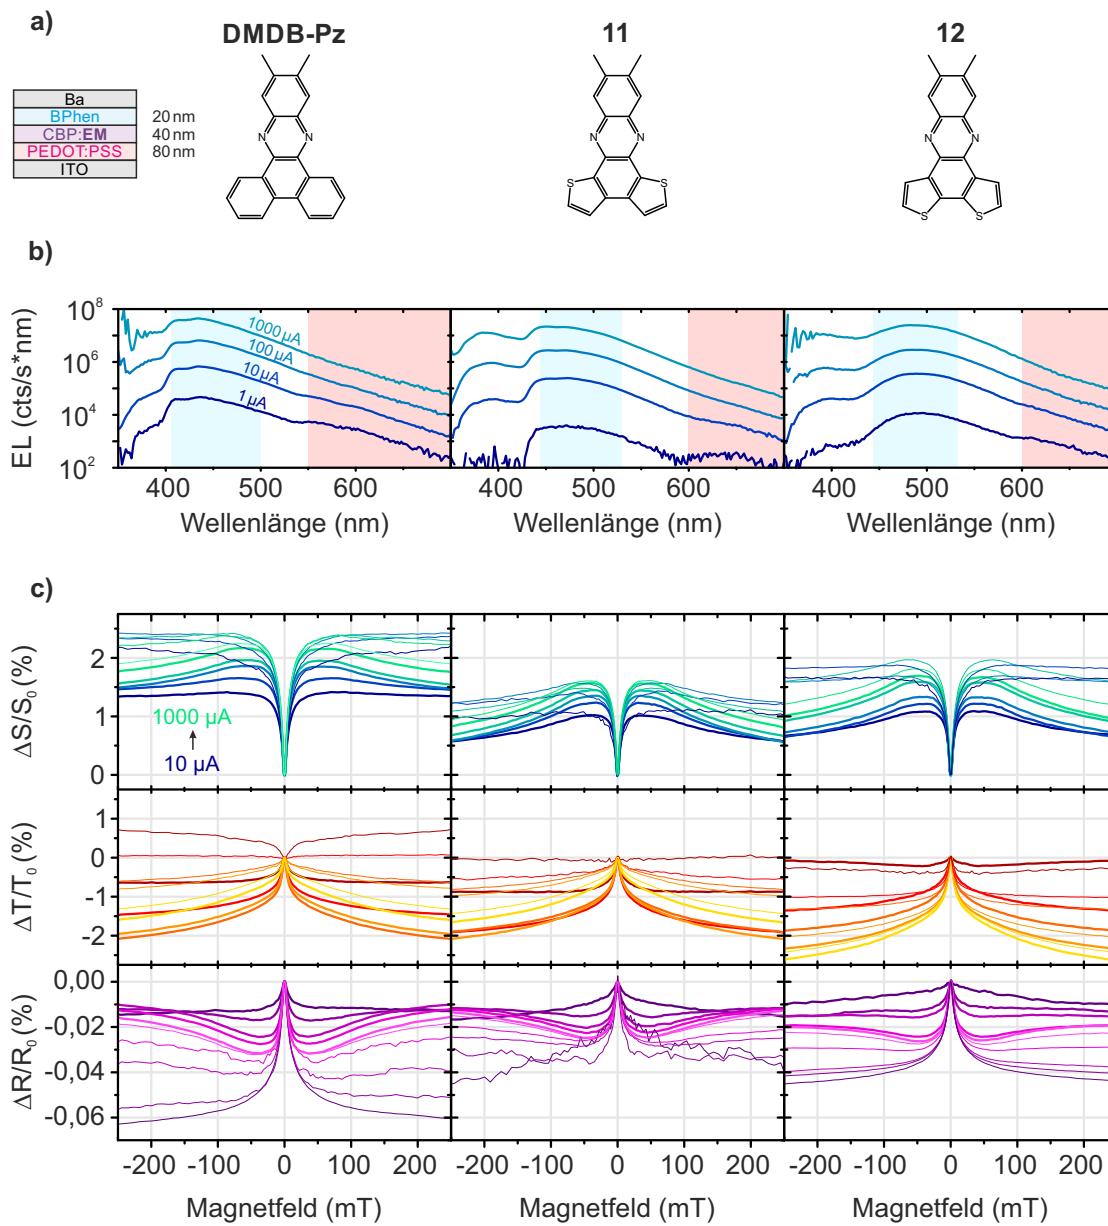 a)
DMDB-Pz 11 12
Ba
BPhen 20 nm
CBP:EM 40 nm
PEDOT:PSS 80 nm
ITO
N N N N N N
S S
S S
b)
EL (cts/s*nm)
10^8
10^6
10^4
10^2
1000 µA
100 µA
10 µA
1 µA
400 500 600 400 500 600 400 500 600
Wellenlänge (nm) Wellenlänge (nm) Wellenlänge (nm)
c)
ΔS/S₀ (%)
2
1
0
1000 µA
10 µA
ΔT/T₀ (%)
1
0
-1
-2
ΔR/R₀ (%)
0,00
-0,02
-0,04
-0,06
-200 -100 0 100 200 -200 -100 0 100 200 -200 -100 0 100 200
Magnetfeld (mT) Magnetfeld (mT) Magnetfeld (mT)